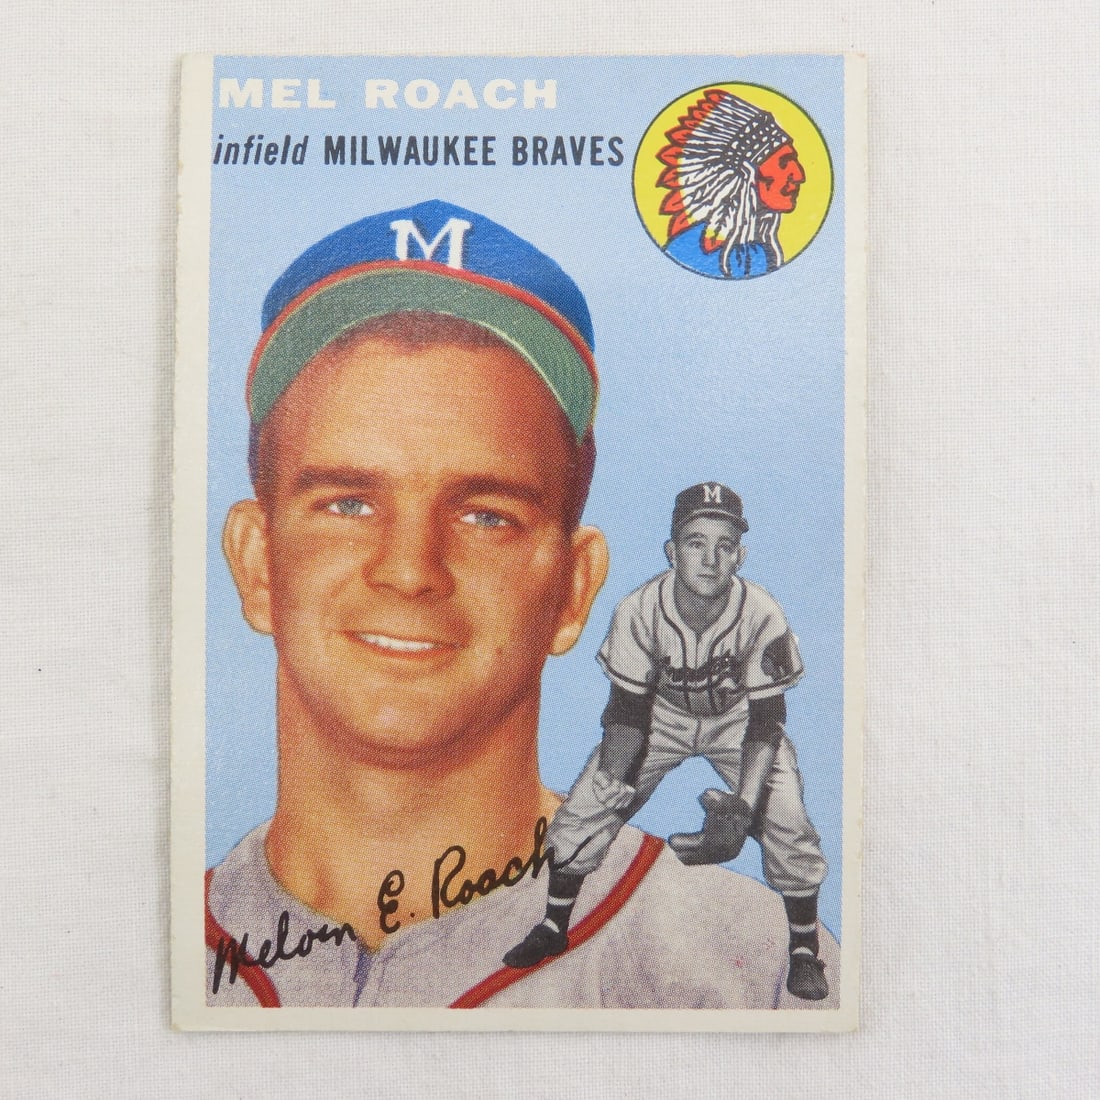 MEL ROACH
infield MILWAUKEE BRAVES
M
M
Melvin E. Roach